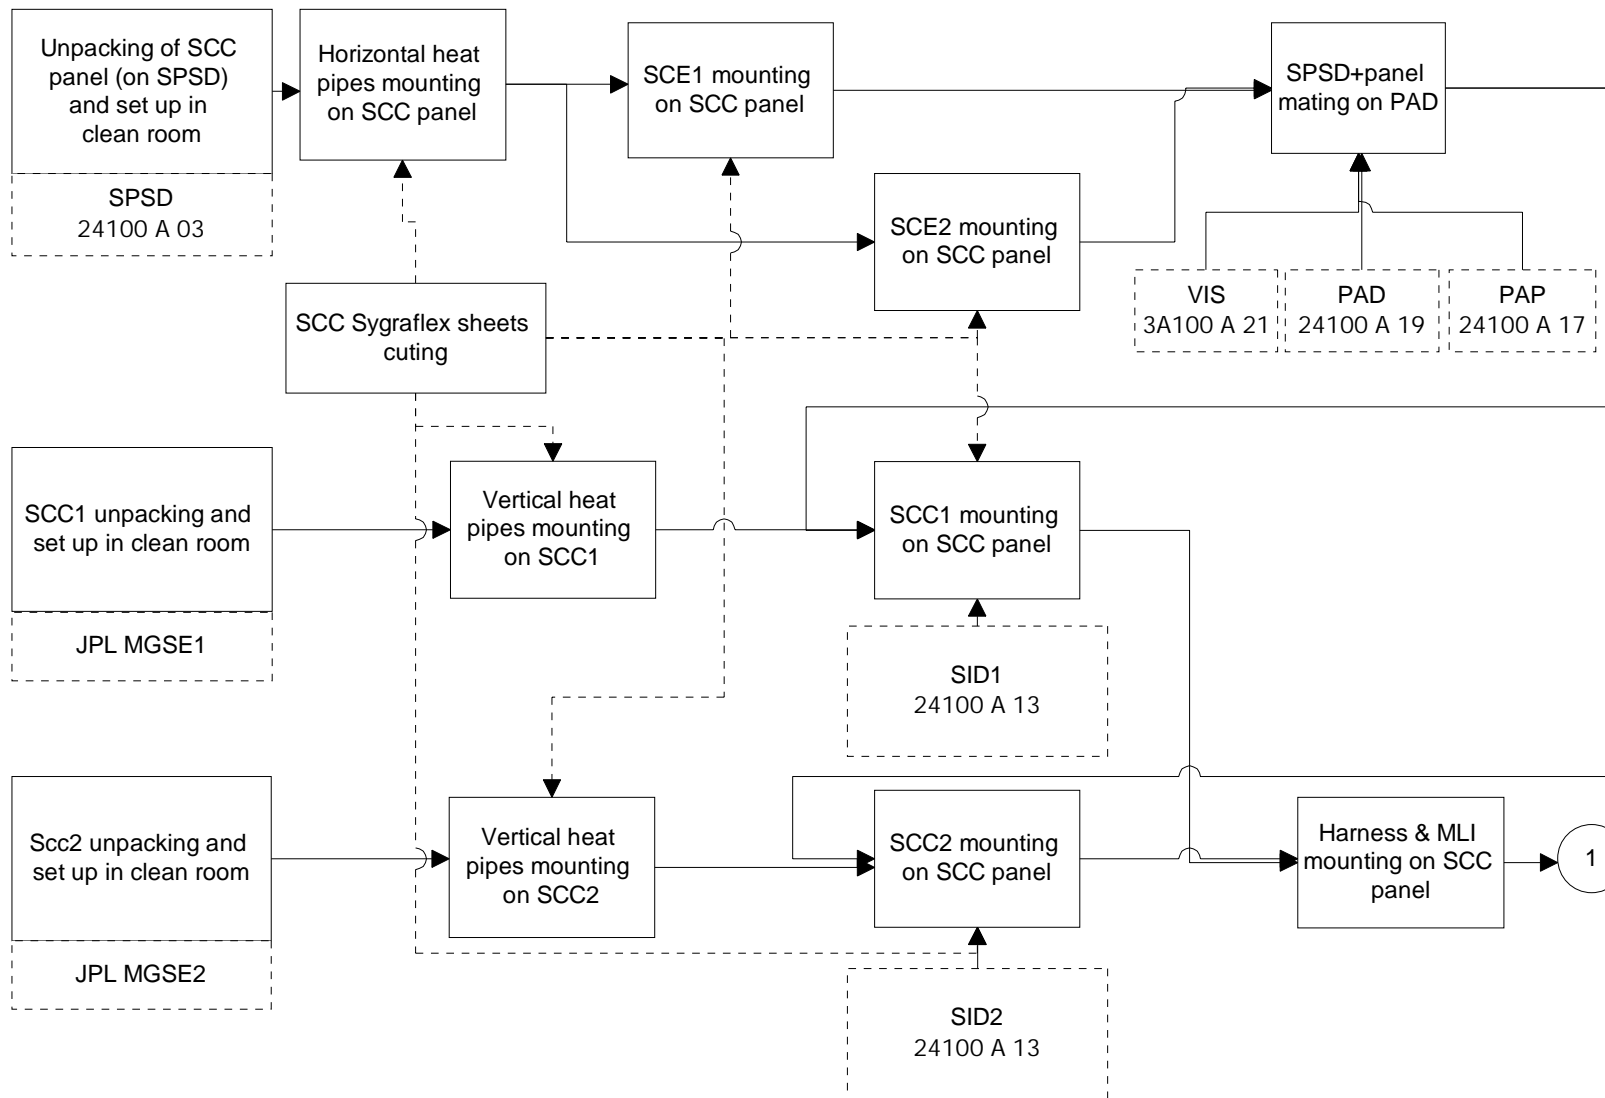 Unpacking of SCC
panel (on SPSD)
and set up in
clean room
SPSD
24100 A 03
Horizontal heat
pipes mounting
on SCC panel
SCE1 mounting
on SCC panel
SCE2 mounting
on SCC panel
SPSD+panel
mating on PAD
VIS
3A100 A 21
PAD
24100 A 19
PAP
24100 A 17
SCC Sygraflex sheets
cuting
SCC1 unpacking and
set up in clean room
JPL MGSE1
Vertical heat
pipes mounting
on SCC1
SCC1 mounting
on SCC panel
SID1
24100 A 13
Scc2 unpacking and
set up in clean room
JPL MGSE2
Vertical heat
pipes mounting
on SCC2
SCC2 mounting
on SCC panel
SID2
24100 A 13
Harness & MLI
mounting on SCC
panel
1